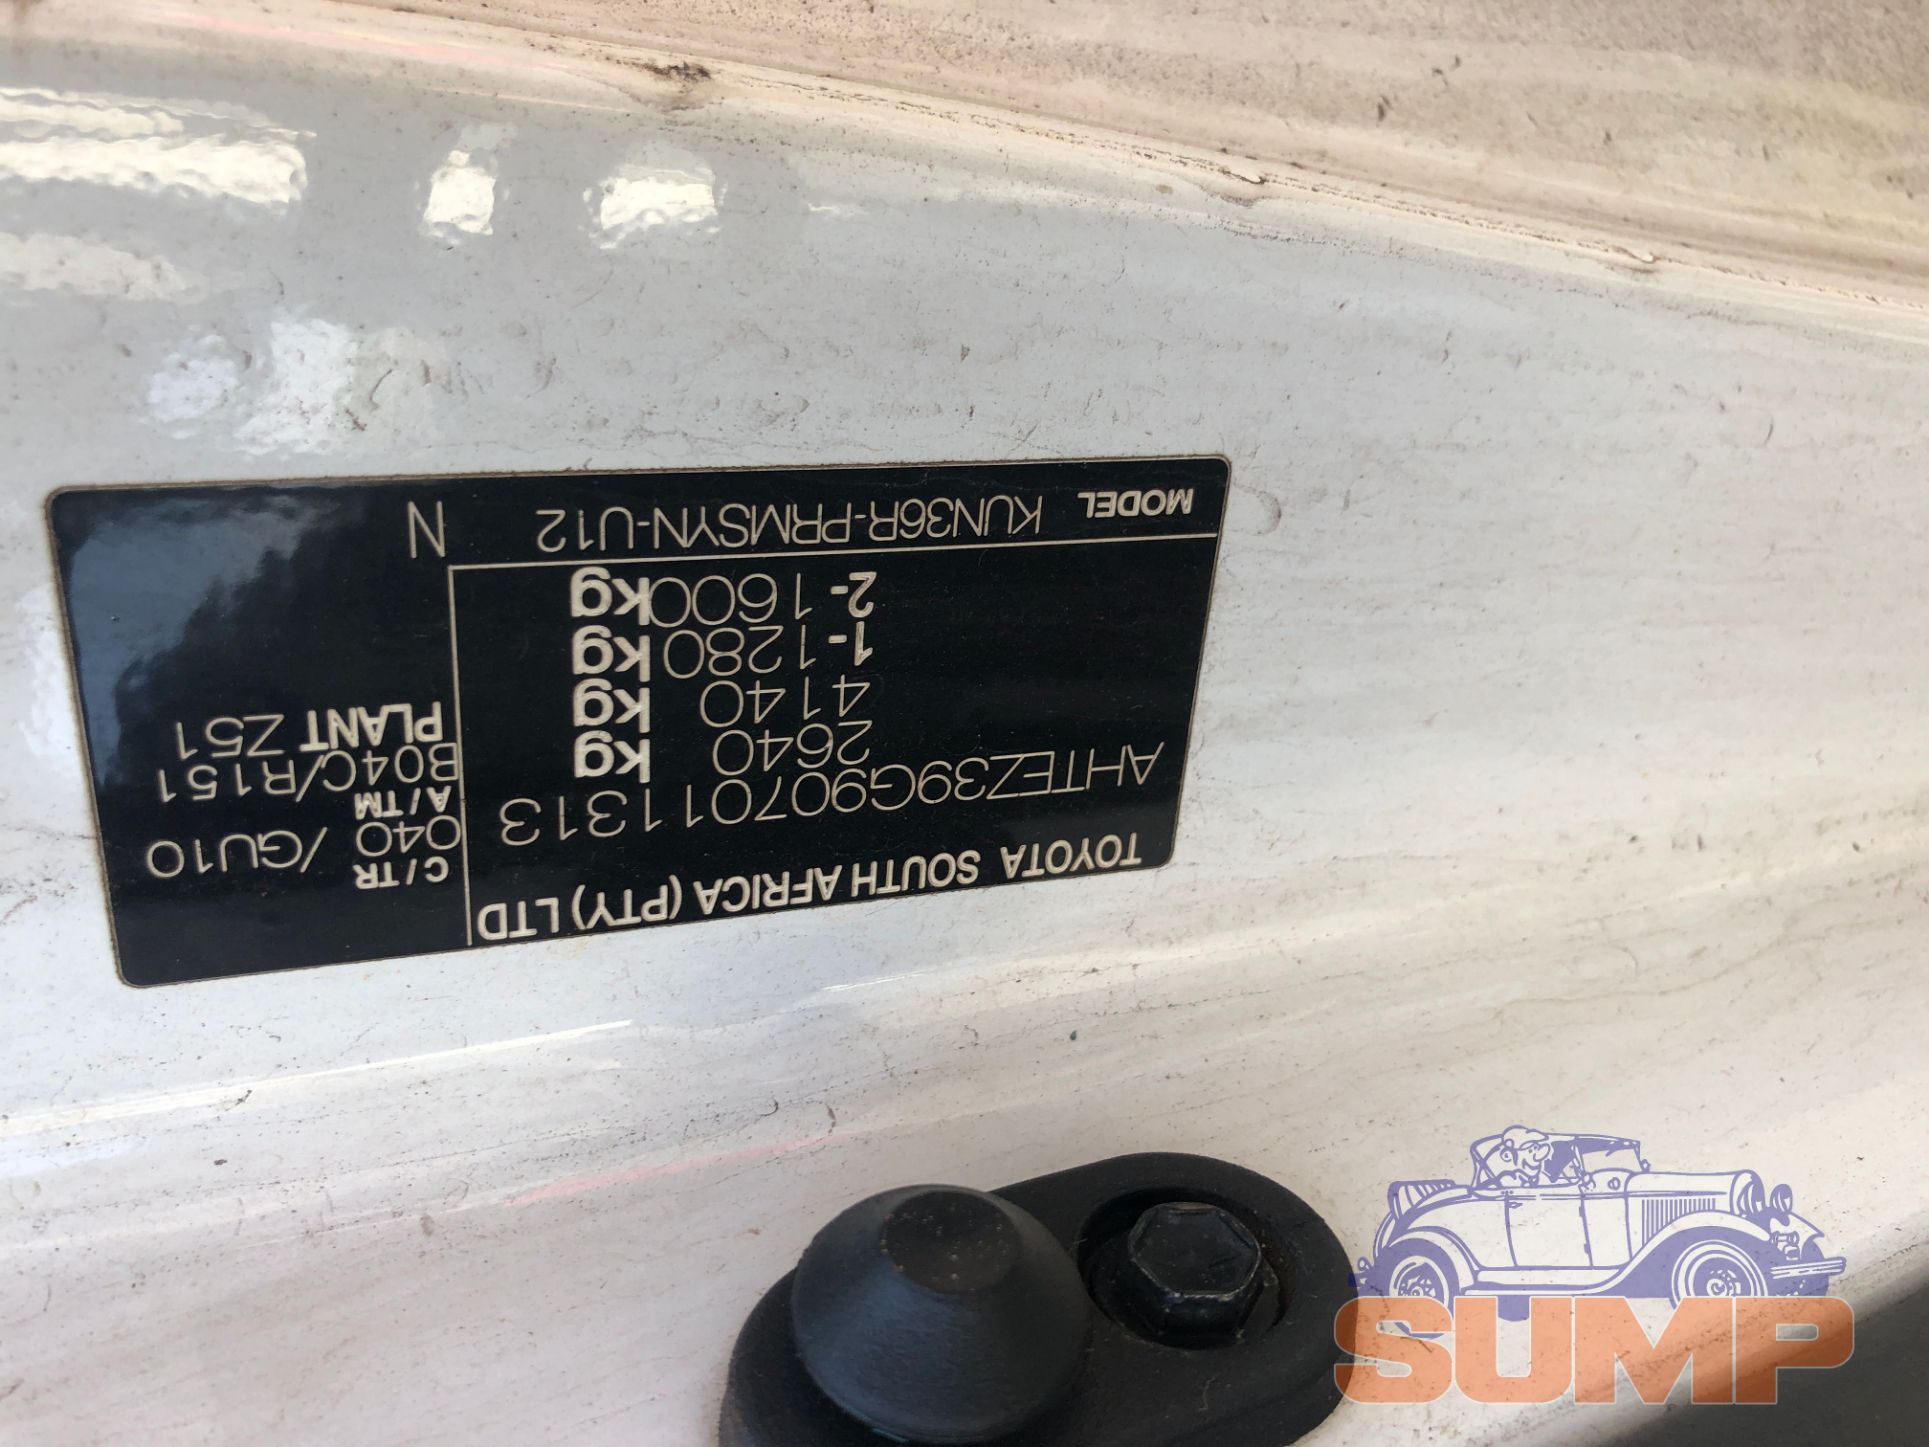 TOYOTA SOUTH AFRICA (PTY) LTD
AHTEZ39G907011313
2640 kg
4140 kg
1-1280kg
2-1600kg
C/TR
040 /GU10
A/TM
B04C/R151
PLANT Z51
MODEL KUN36R-PRMSYN-U12 N
SUMP